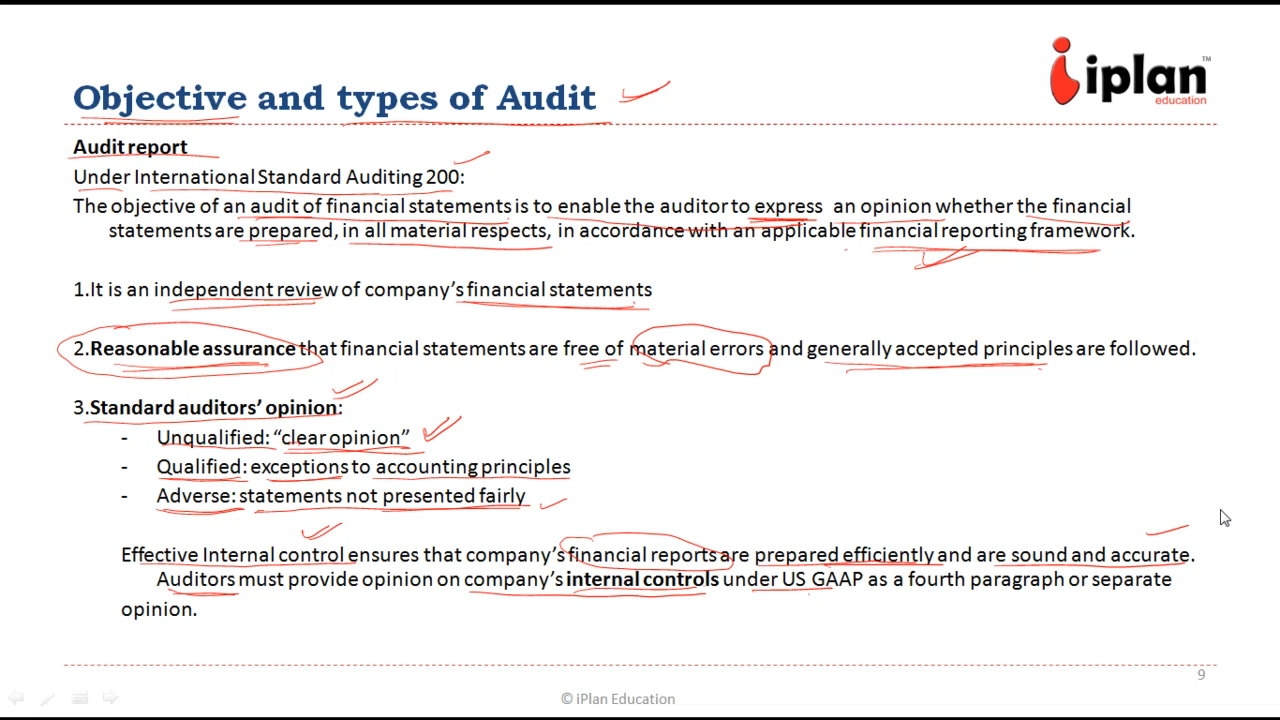 Objective and types of Audit
iplan™
education
Audit report
Under International Standard Auditing 200:
The objective of an audit of financial statements is to enable the auditor to express an opinion whether the financial
statements are prepared, in all material respects, in accordance with an applicable financial reporting framework.
1.It is an independent review of company’s financial statements
2.Reasonable assurance that financial statements are free of material errors and generally accepted principles are followed.
3.Standard auditors’ opinion:
- Unqualified: “clear opinion”
- Qualified: exceptions to accounting principles
- Adverse: statements not presented fairly
Effective Internal control ensures that company’s financial reports are prepared efficiently and are sound and accurate.
Auditors must provide opinion on company’s internal controls under US GAAP as a fourth paragraph or separate
opinion.
9
© iPlan Education